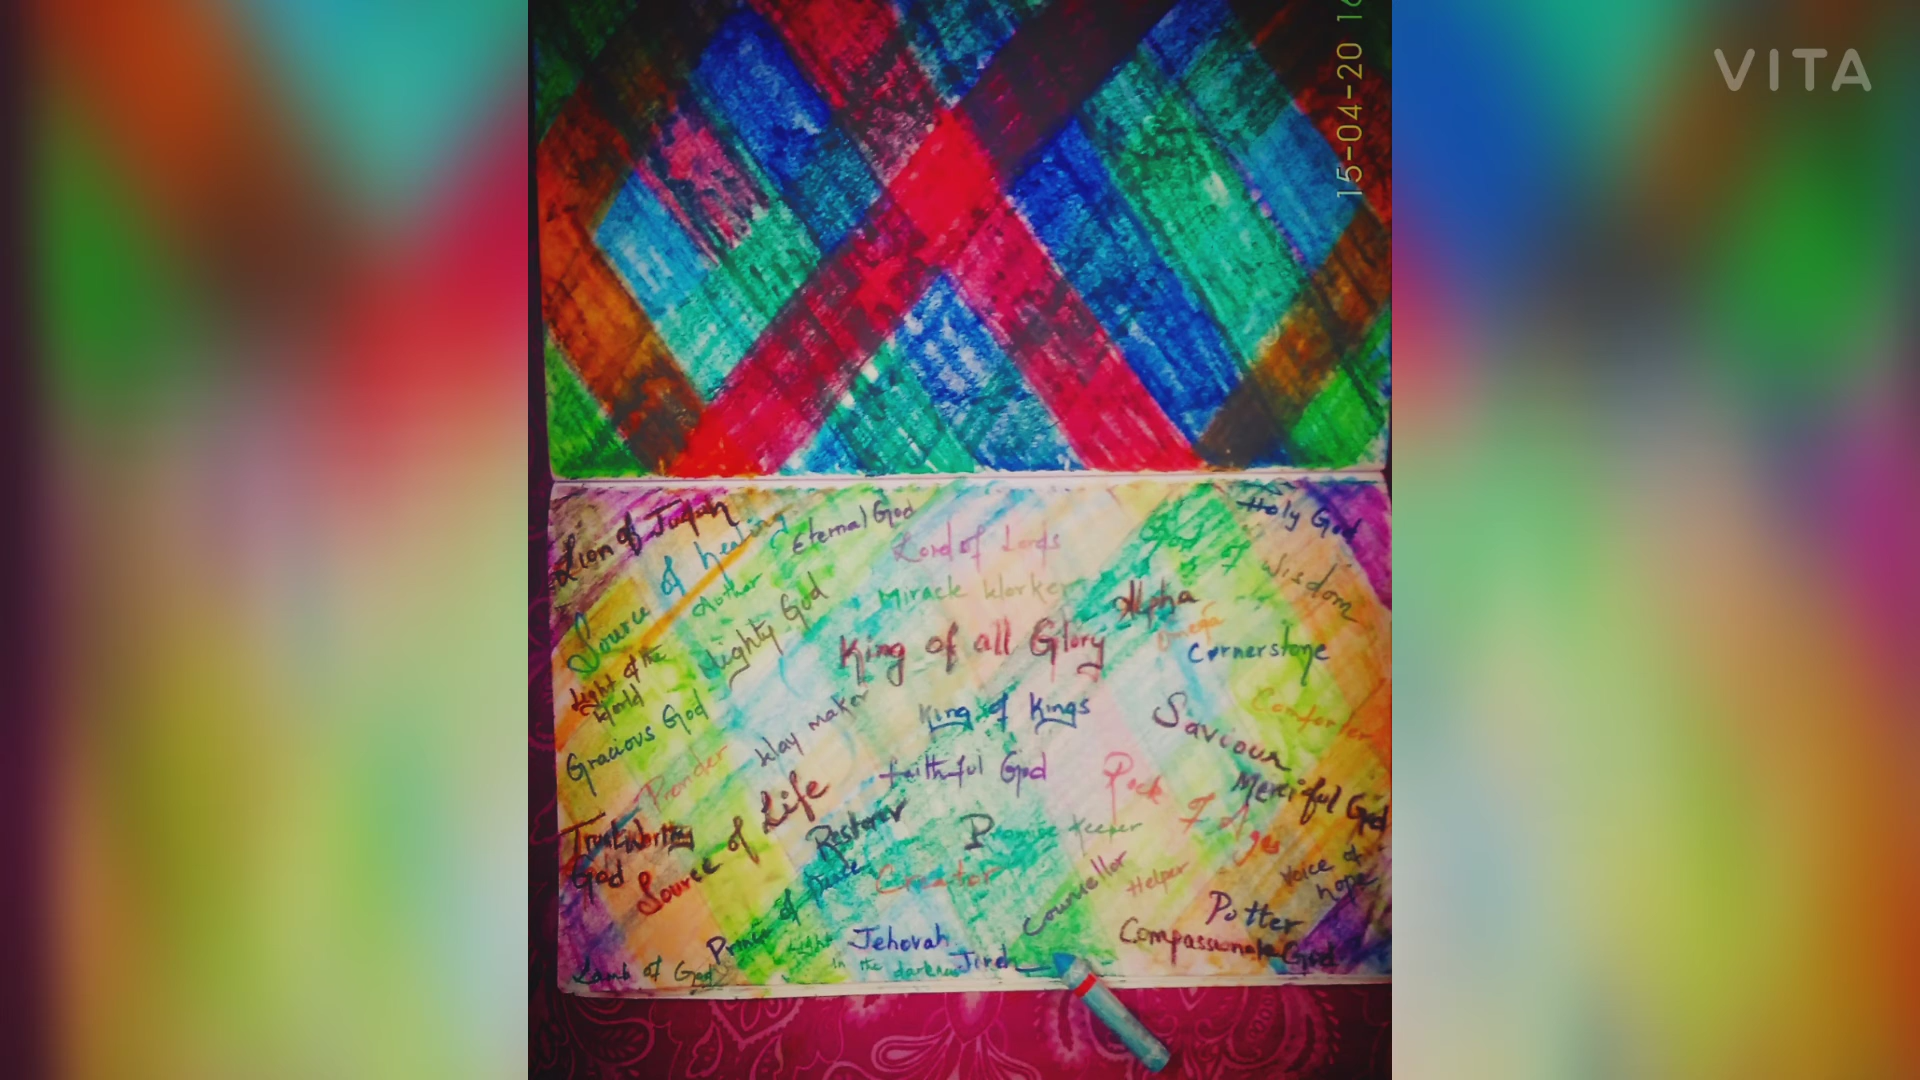 VITA
15-04-20 16
Lion of Judah
Source of healing
Eternal God
Lord of Lords
Holy God
God of Wisdom
Author
Mighty God
Miracle Worker
Alpha
Omega
Light of the
World
King of all Glory
Cornerstone
Gracious God
Way maker
King of Kings
Saviour
Comforter
Provider
Faithful God
Rock of Ages
Merciful God
Source of Life
Trustworthy
God
Restorer
Promise Keeper
Prince of Peace
Creator
Counsellor
Helper
Voice of
hope
Potter
Compassionate God
Lamb of God
Light
in the darkness
Jehovah
Jireh